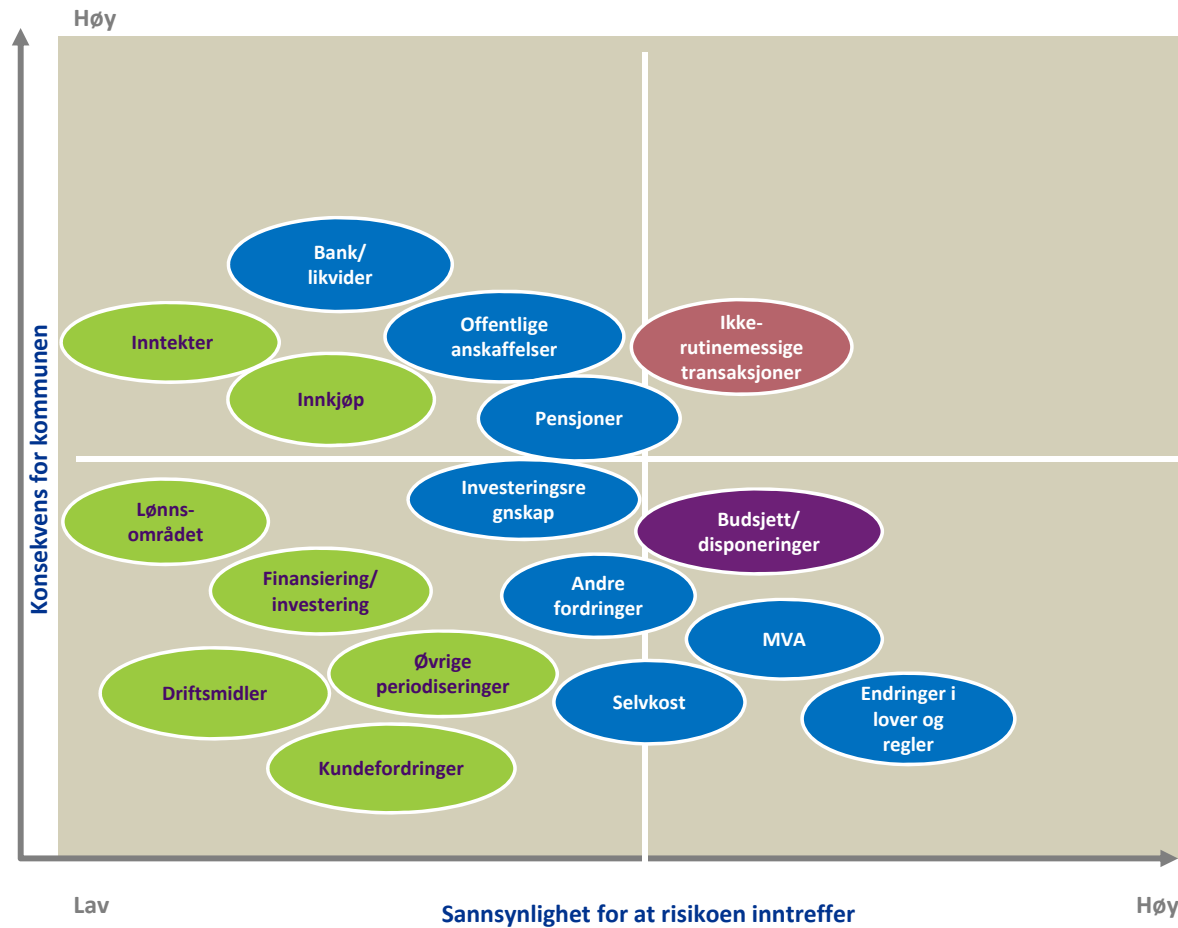 Høy
Konsekvens for kommunen
Bank/
likvider
Inntekter
Offentlige
anskaffelser
Ikke-
rutinemessige
transaksjoner
Innkjøp
Pensjoner
Lønns-
området
Investeringsre
gnskap
Budsjett/
disponeringer
Finansiering/
investering
Andre
fordringer
MVA
Øvrige
periodiseringer
Driftsmidler
Selvkost
Endringer i
lover og
regler
Kundefordringer
Lav
Sannsynlighet for at risikoen inntreffer
Høy